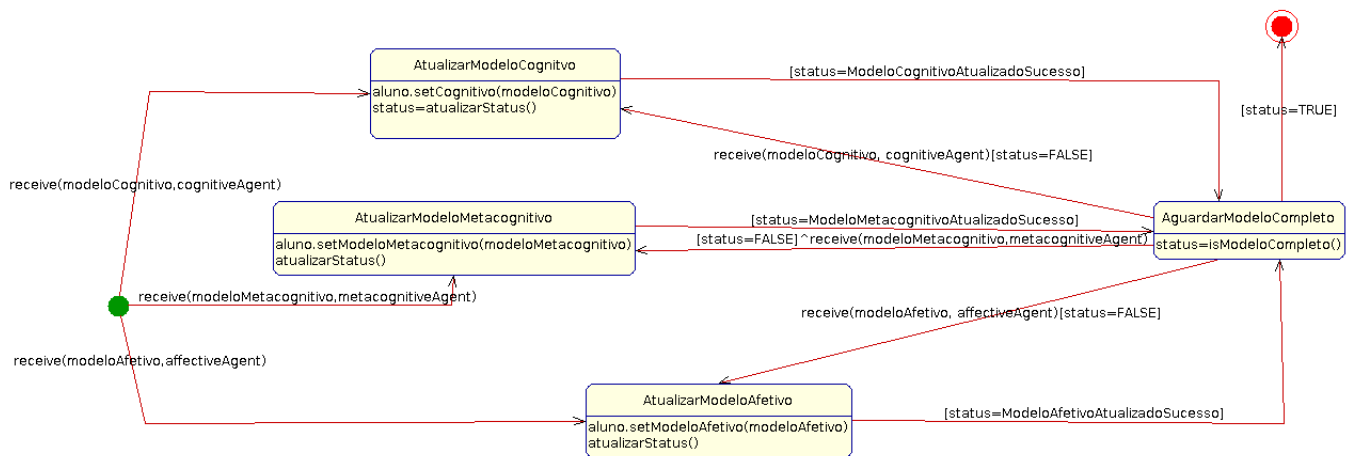 AtualizarModeloCognitvo
aluno.setCognitivo(modeloCognitivo)
status=atualizarStatus()
[status=ModeloCognitivoAtualizadoSucesso]
[status=TRUE]
receive(modeloCognitivo, cognitiveAgent)[status=FALSE]
receive(modeloCognitivo,cognitiveAgent)
AtualizarModeloMetacognitivo
aluno.setModeloMetacognitivo(modeloMetacognitivo)
atualizarStatus()
[status=ModeloMetacognitivoAtualizadoSucesso]
[status=FALSE]^receive(modeloMetacognitivo,metacognitiveAgent)
AguardarModeloCompleto
status=isModeloCompleto()
receive(modeloMetacognitivo,metacognitiveAgent)
receive(modeloAfetivo, affectiveAgent)[status=FALSE]
receive(modeloAfetivo,affectiveAgent)
AtualizarModeloAfetivo
aluno.setModeloAfetivo(modeloAfetivo)
atualizarStatus()
[status=ModeloAfetivoAtualizadoSucesso]